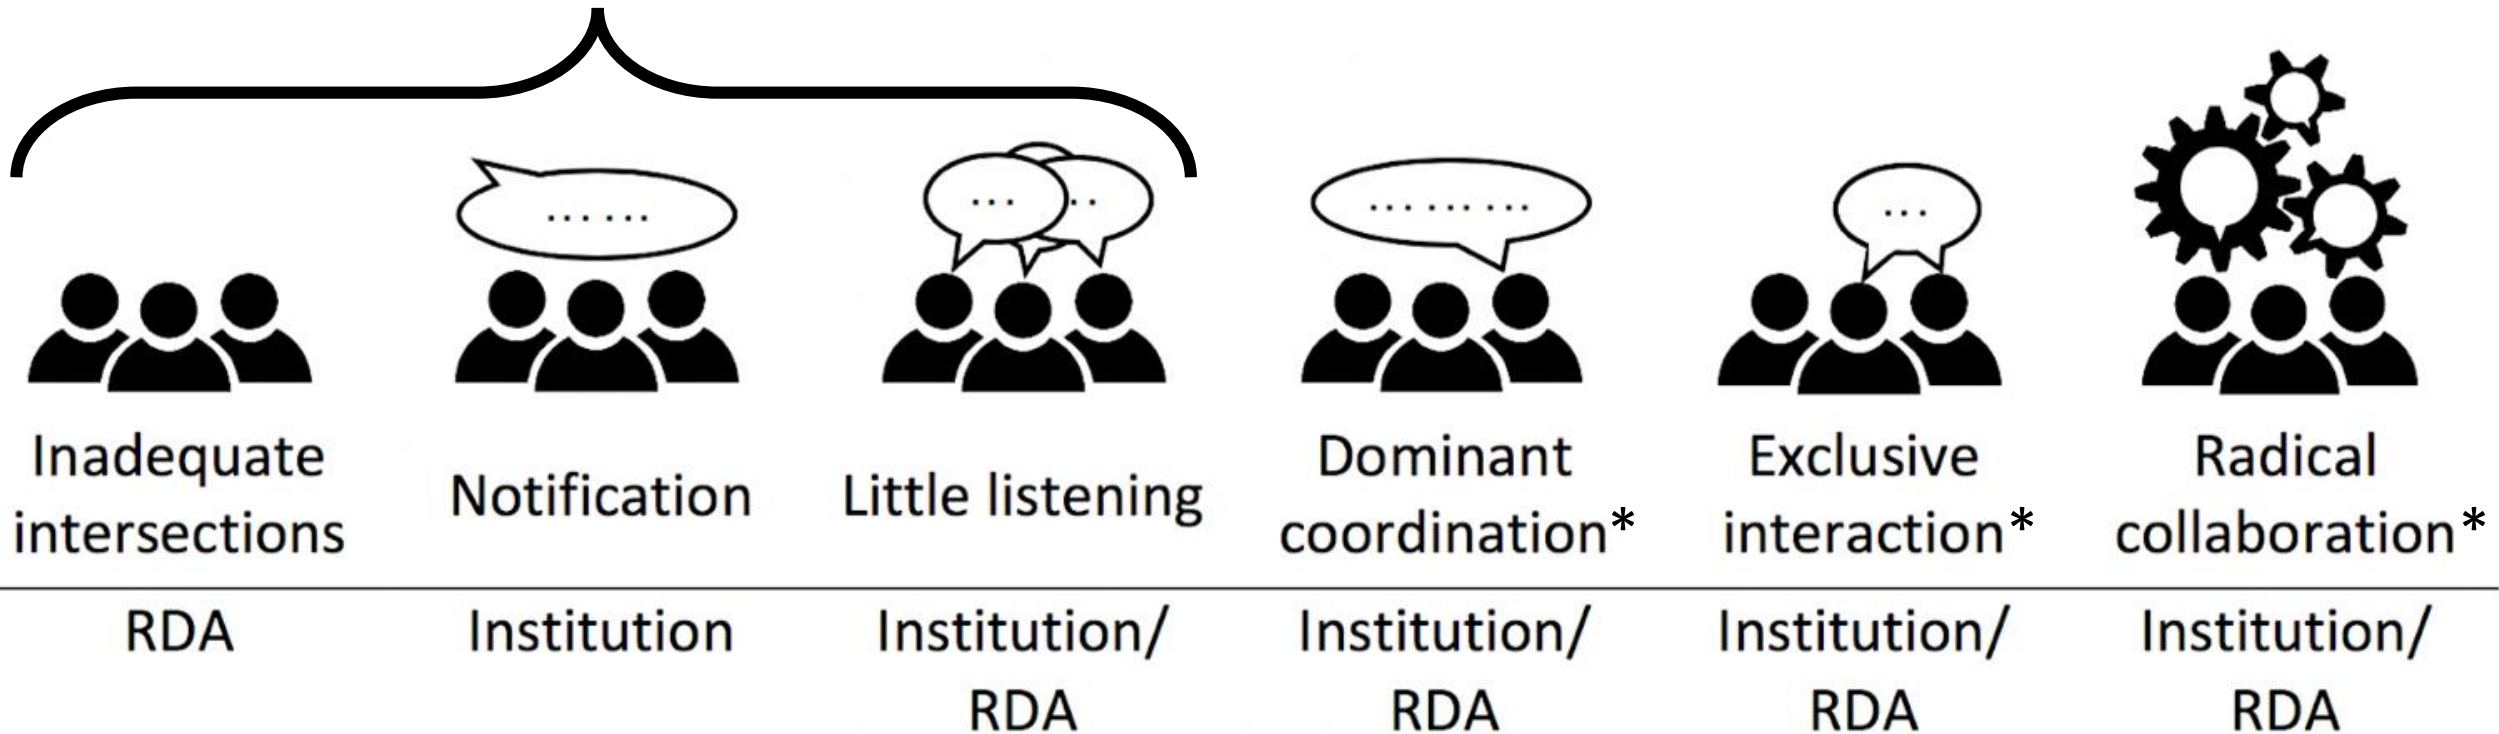 ... ...
... ..
... ... ...
...
Inadequate
intersections
Notification
Little listening
Dominant
coordination*
Exclusive
interaction*
Radical
collaboration*
RDA
Institution
Institution/
RDA
Institution/
RDA
Institution/
RDA
Institution/
RDA